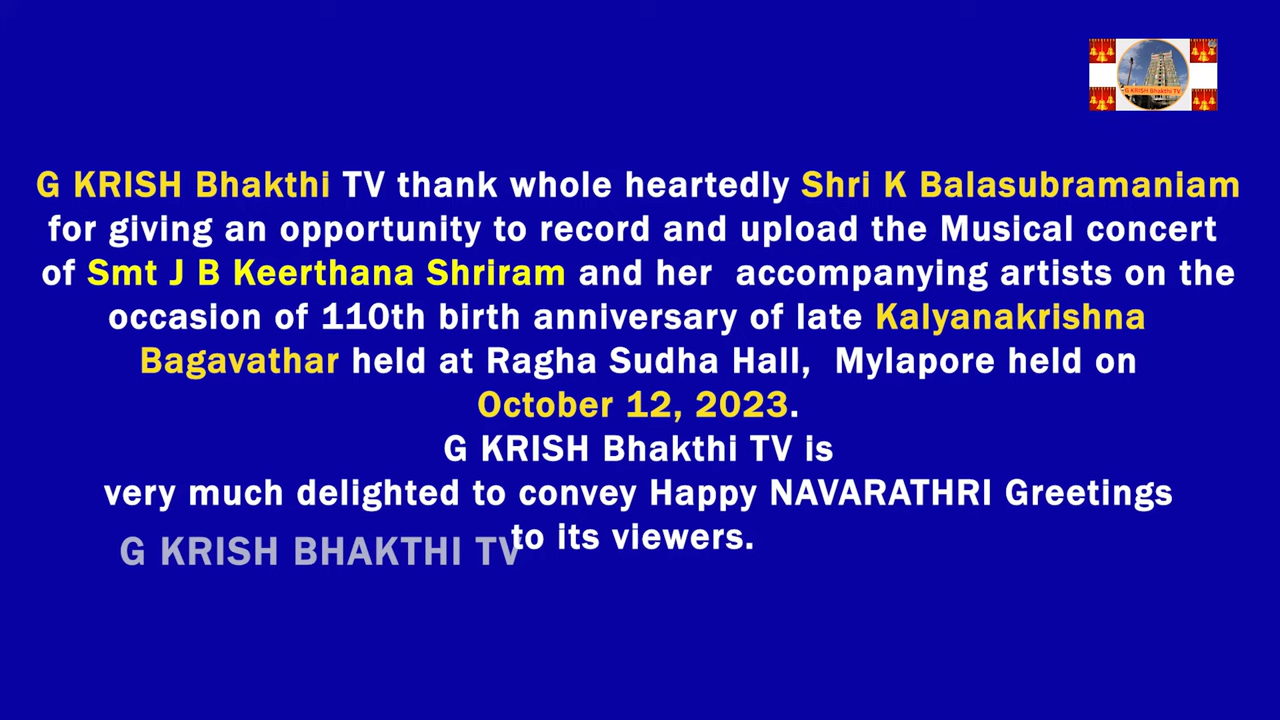 G KRISH Bhakthi TV
G KRISH Bhakthi TV thank whole heartedly Shri K Balasubramaniam
for giving an opportunity to record and upload the Musical concert
of Smt J B Keerthana Shriram and her accompanying artists on the
occasion of 110th birth anniversary of late Kalyanakrishna
Bagavathar held at Ragha Sudha Hall, Mylapore held on
October 12, 2023.
G KRISH Bhakthi TV is
very much delighted to convey Happy NAVARATHRI Greetings
to its viewers.
G KRISH BHAKTHI TV